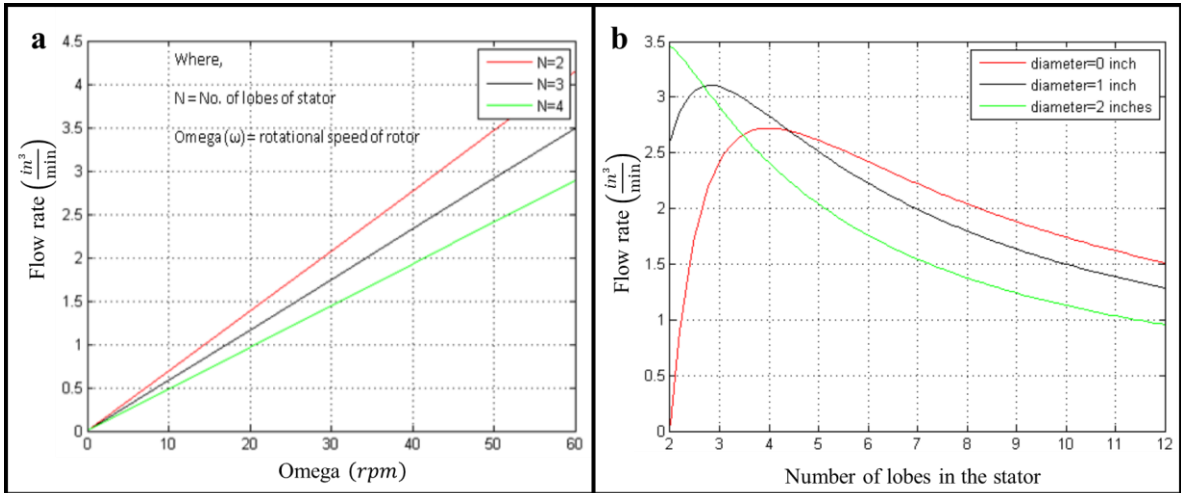 a
Where,
N = No. of lobes of stator
Omega (ω) = rotational speed of rotor
N=2
N=3
N=4
4.5
4
3.5
3
2.5
2
1.5
1
0.5
0
0 10 20 30 40 50 60
Flow rate (in³/min)
Omega (rpm)
b
diameter=0 inch
diameter=1 inch
diameter=2 inches
3.5
3
2.5
2
1.5
1
0.5
0
2 3 4 5 6 7 8 9 10 11 12
Flow rate (in³/min)
Number of lobes in the stator